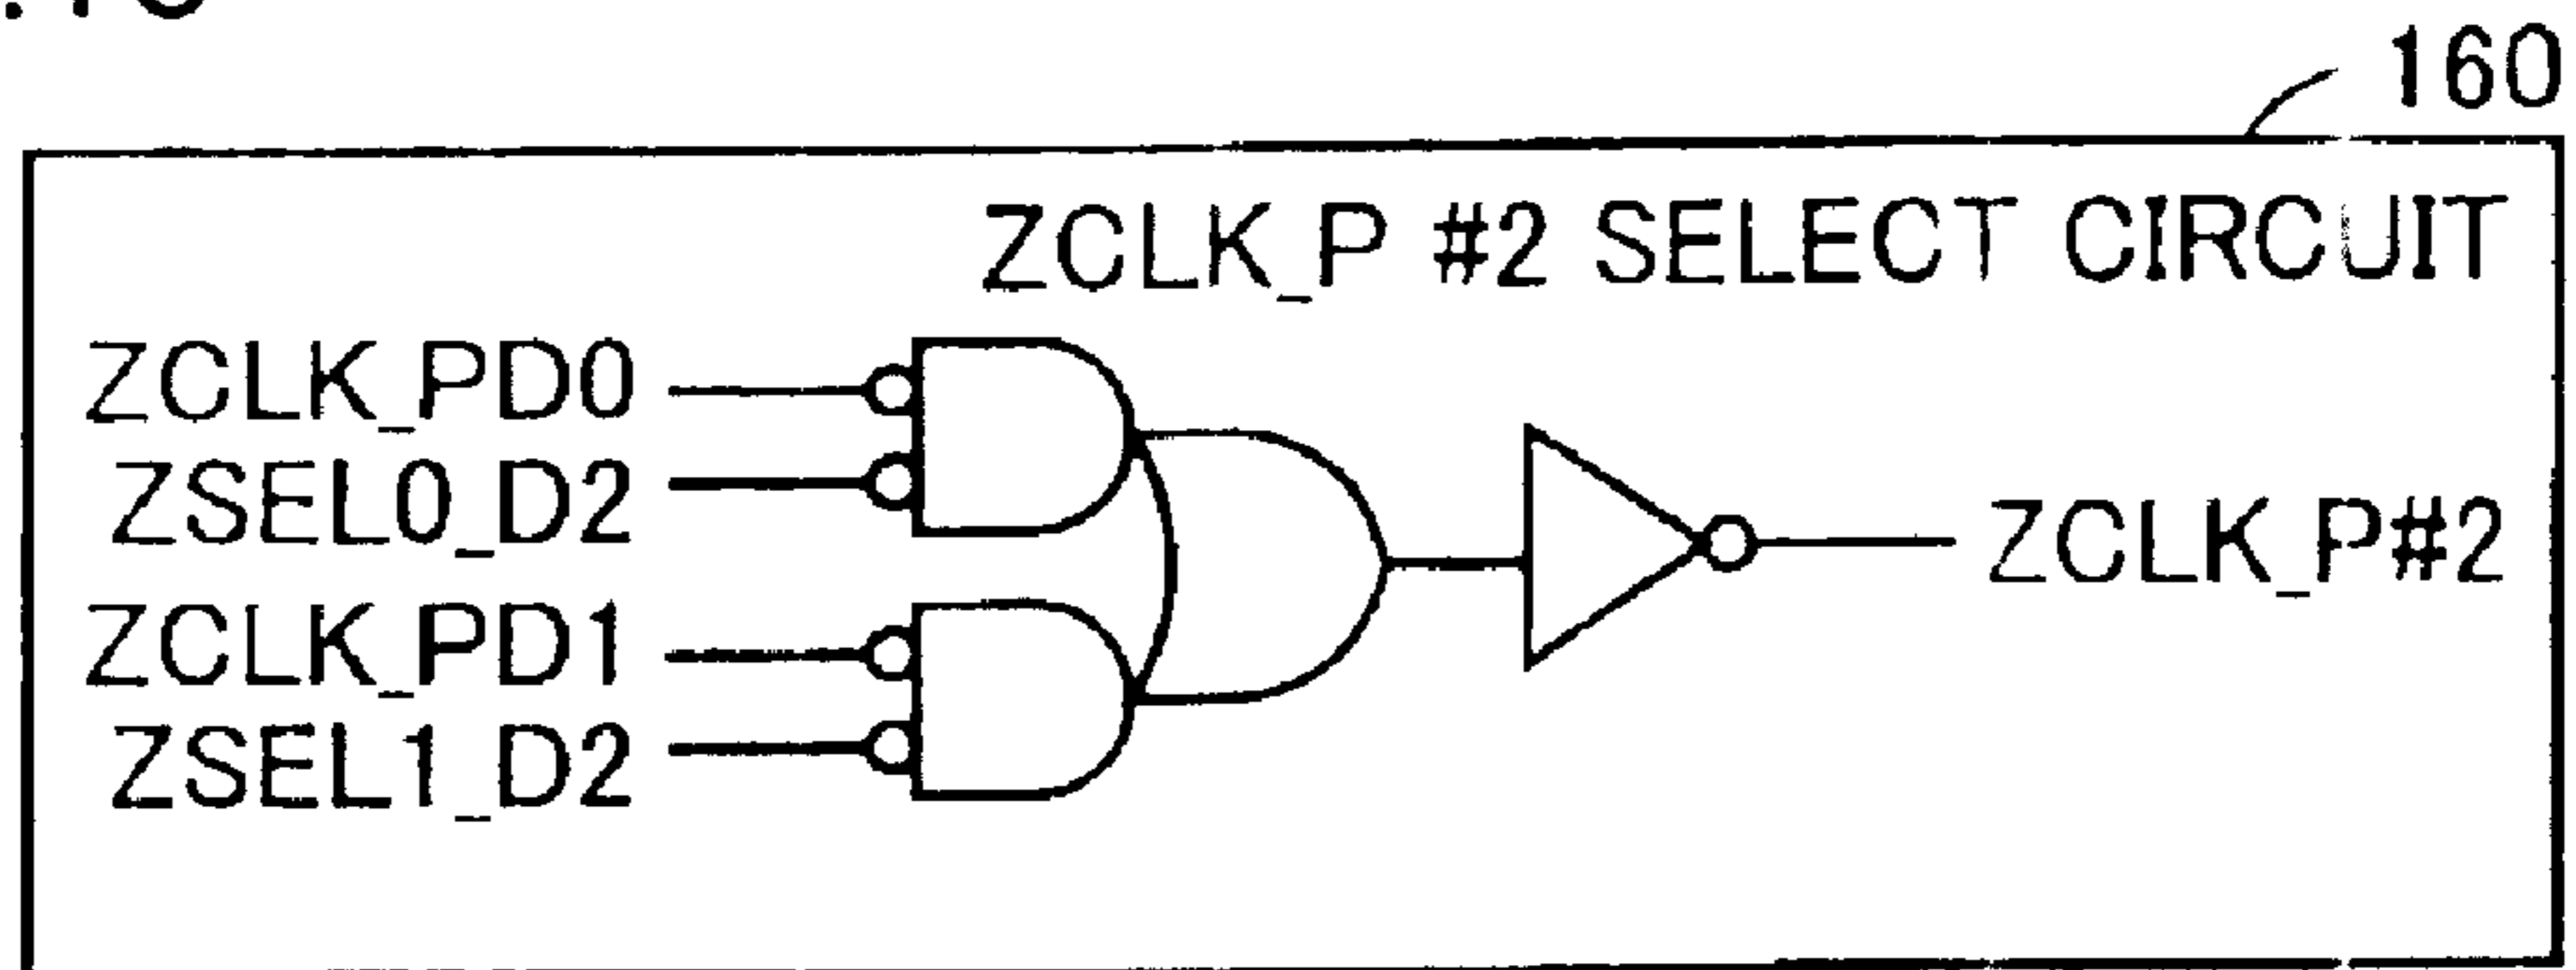 160
ZCLK_P #2 SELECT CIRCUIT
ZCLK_PD0
ZSEL0_D2
ZCLK_PD1
ZSEL1_D2
ZCLK_P#2